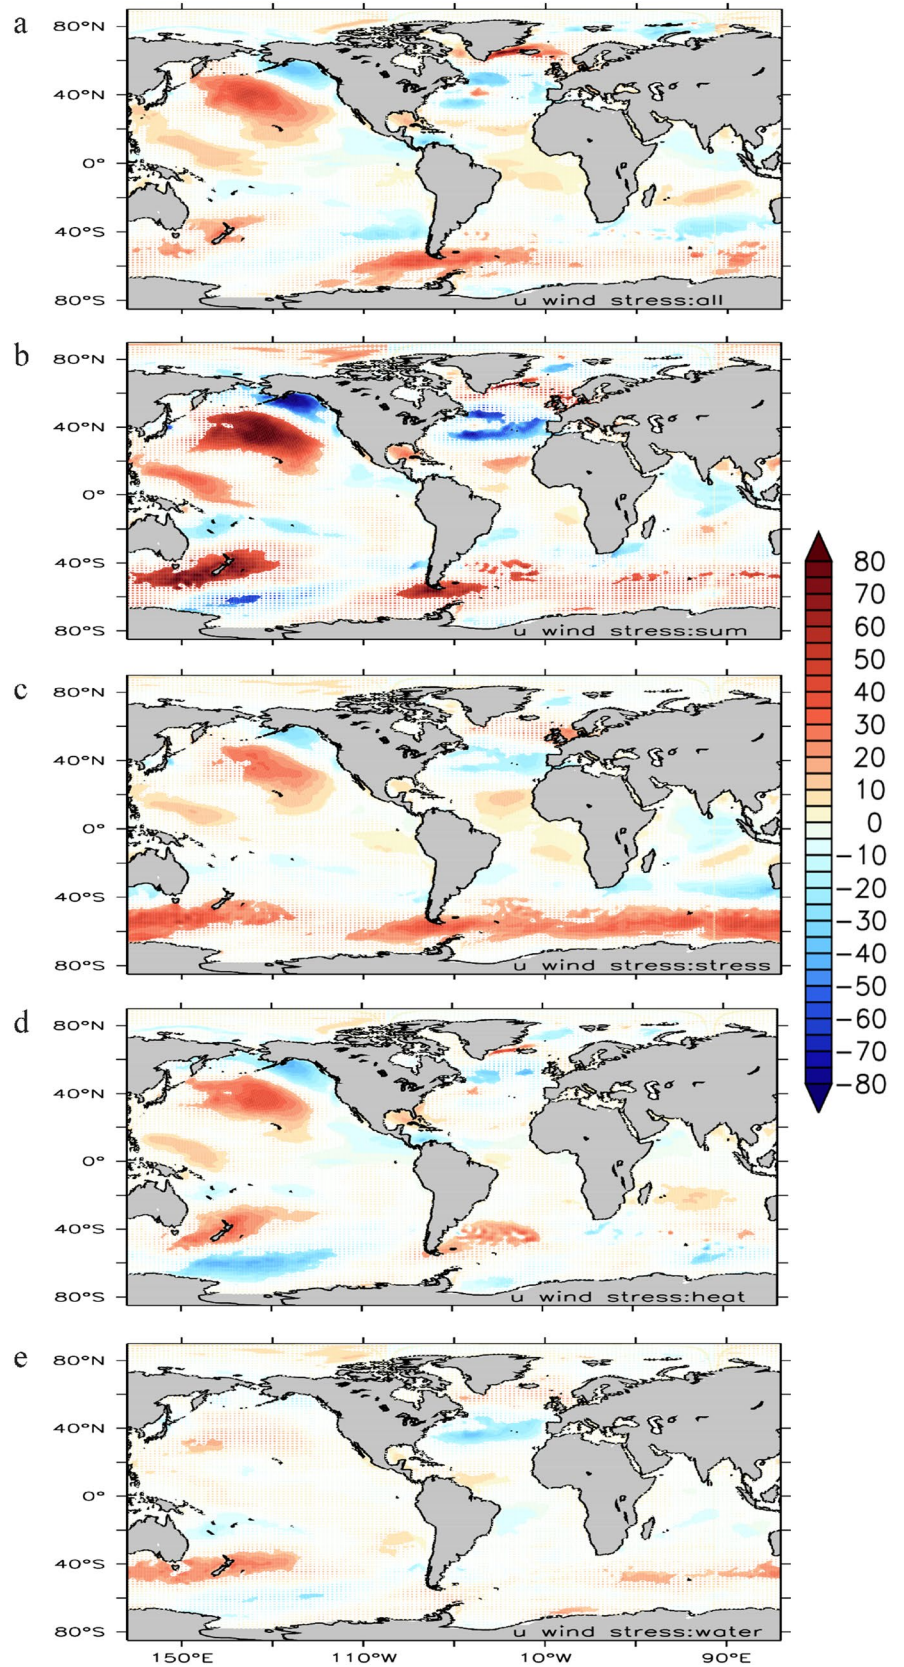 a
80°N
40°N
0°
40°S
80°S
u wind stress:all
b
80°N
40°N
0°
40°S
80°S
u wind stress:sum
c
80°N
40°N
0°
40°S
80°S
u wind stress:stress
d
80°N
40°N
0°
40°S
80°S
u wind stress:heat
e
80°N
40°N
0°
40°S
80°S
u wind stress:water
150°E 110°W 10°W 90°E
80
70
60
50
40
30
20
10
0
-10
-20
-30
-40
-50
-60
-70
-80